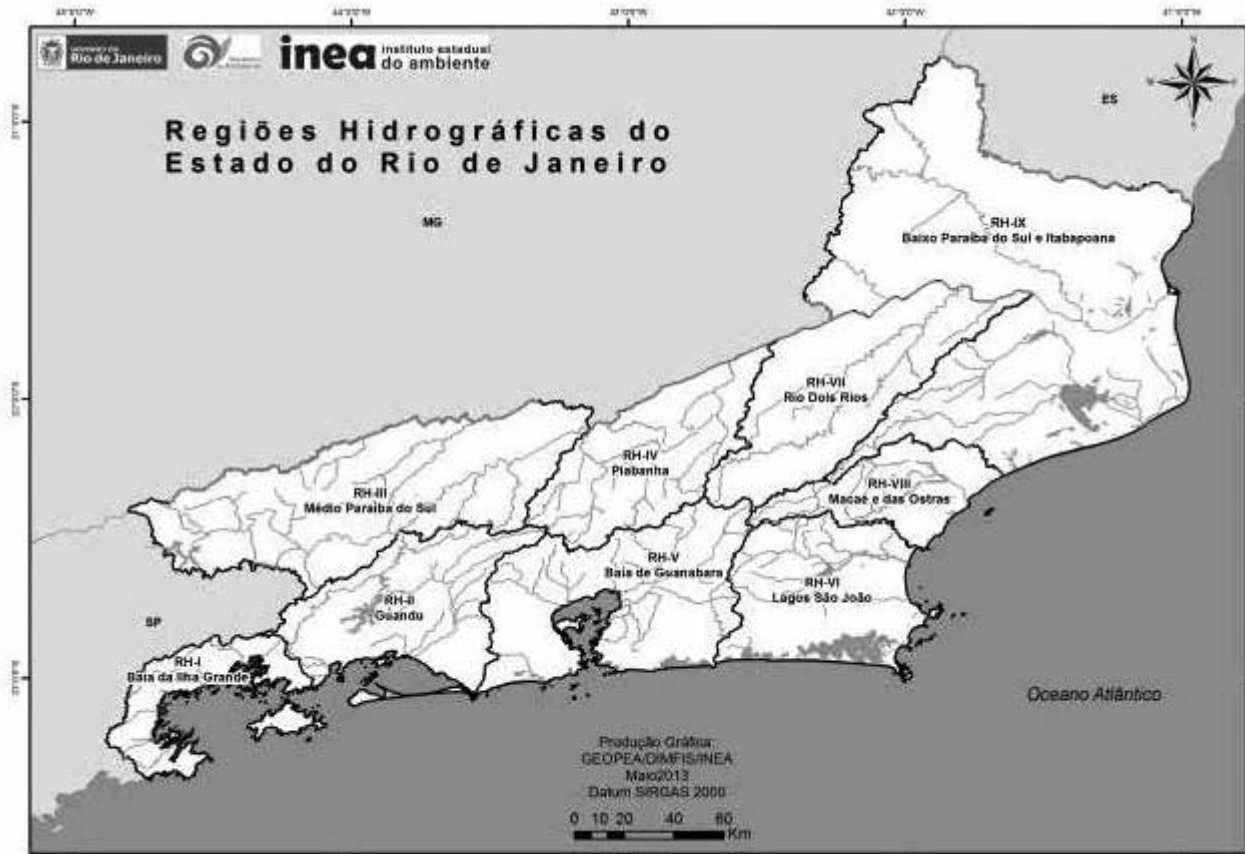 GOVERNO DO
Rio de Janeiro
inea instituto estadual
do ambiente
Regiões Hidrográficas do
Estado do Rio de Janeiro
ES
MG
RH-IX
Baixo Paraíba do Sul e Itabapoana
RH-VII
Rio Dois Rios
RH-IV
Piabanha
RH-VIII
Macaé e das Ostras
RH-III
Médio Paraíba do Sul
RH-V
Baia de Guanabara
RH-VI
Lagos São João
RH-II
Guandu
SP
RH-I
Baia da Ilha Grande
Oceano Atlântico
Produção Gráfica:
GEOPEA/DIMFIS/INEA
Maio2013
Datum SIRGAS 2000
0 10 20 40 60
Km